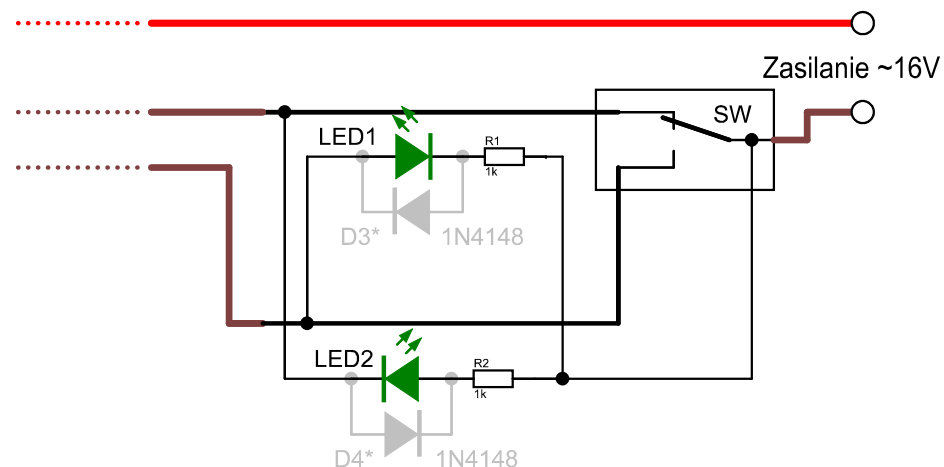 Zasilanie ~16V
SW
LED1
R1
1k
D3*
1N4148
LED2
R2
1k
D4*
1N4148